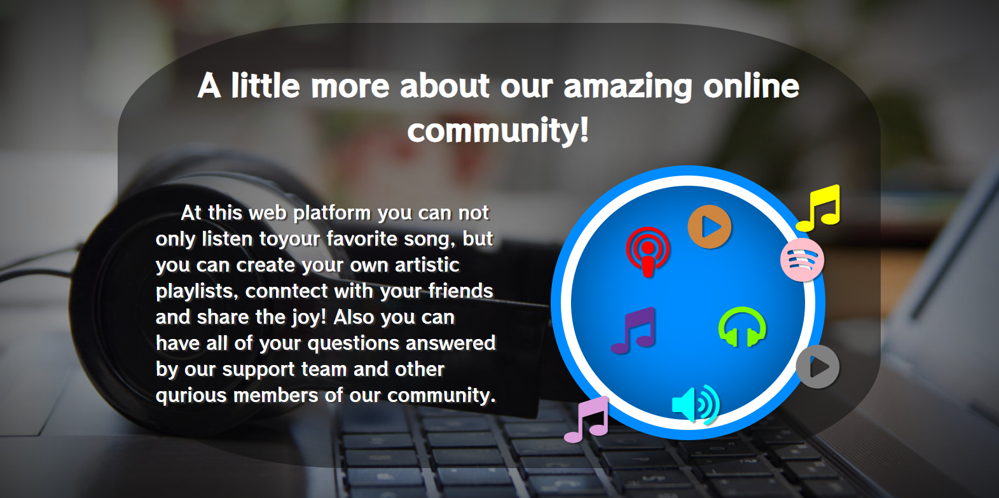 A little more about our amazing online
community!
At this web platform you can not
only listen toyour favorite song, but
you can create your own artistic
playlists, conntect with your friends
and share the joy! Also you can
have all of your questions answered
by our support team and other
qurious members of our community.